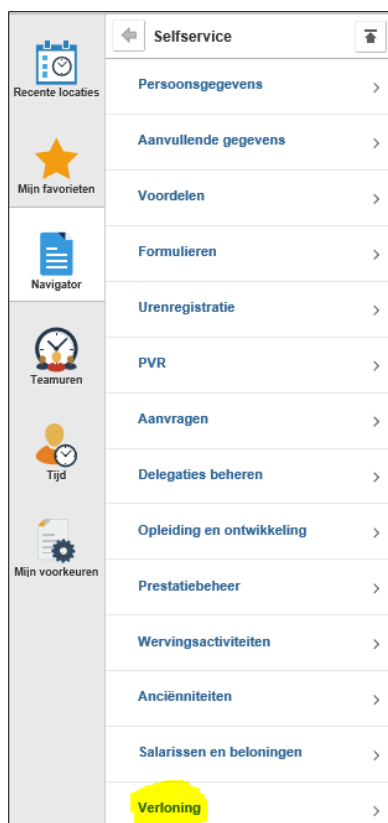 Selfservice
Recente locaties
Mijn favorieten
Navigator
Teamuren
Tijd
Mijn voorkeuren
Persoonsgegevens
Aanvullende gegevens
Voordelen
Formulieren
Urenregistratie
PVR
Aanvragen
Delegaties beheren
Opleiding en ontwikkeling
Prestatiebeheer
Wervingsactiviteiten
Anciënniteiten
Salarissen en beloningen
Verloning